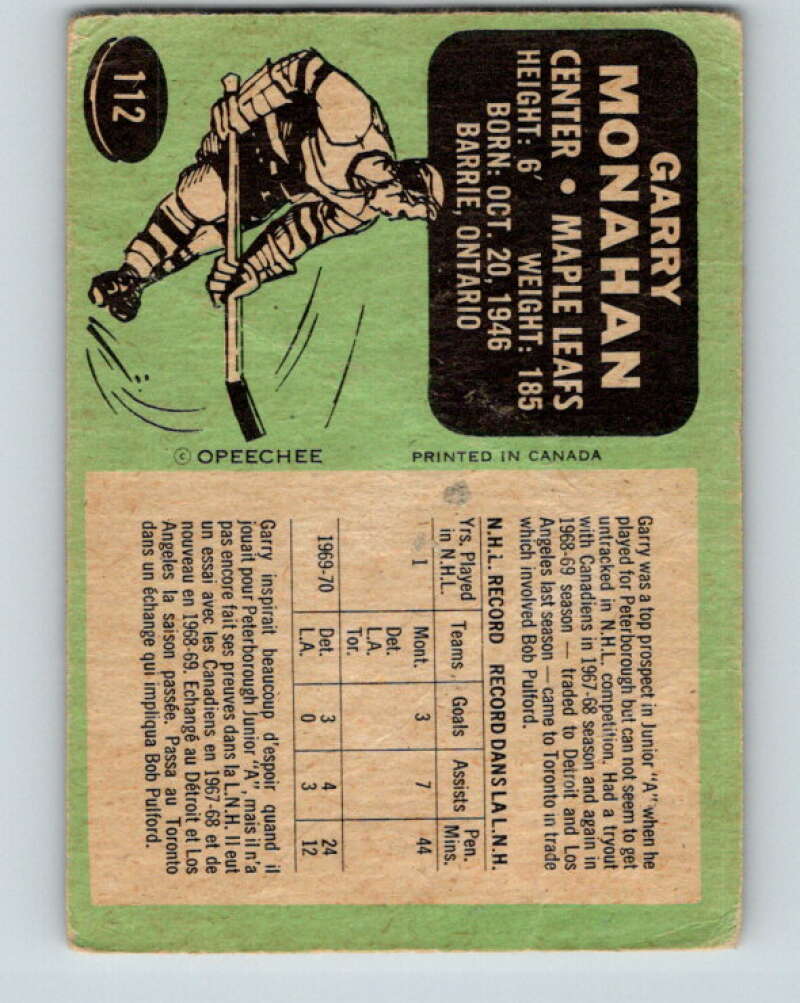 112
GARRY
MONAHAN
CENTER • MAPLE LEAFS
HEIGHT: 6' WEIGHT: 185
BORN: OCT. 20, 1946
BARRIE, ONTARIO
© OPEECHEE PRINTED IN CANADA
Garry was a top prospect in Junior "A" when he
played for Peterborough but can not seem to get
untracked in N.H.L. competition. Had a tryout
with Canadiens in 1967-68 season and again in
1968-69 season — traded to Detroit and Los
Angeles last season — came to Toronto in trade
which involved Bob Pulford.
N.H.L. RECORD RECORD DANS LA L.N.H.
Yrs. Played in N.H.L. Teams Goals Assists Pen. Mins.
1 Mont. 3 7 44
Det.
L.A.
Tor.
1969-70 Det. 3 4 24
L.A. 0 3 12
Garry inspirait beaucoup d'espoir quand il
jouait pour Peterborough Junior "A", mais il n'a
pas encore fait ses preuves dans la L.N.H. Il eut
un essai avec les Canadiens en 1967-68 et de
nouveau en 1968-69. Echangé au Détroit et Los
Angeles la saison passée. Passa au Toronto
dans un échange qui impliqua Bob Pulford.